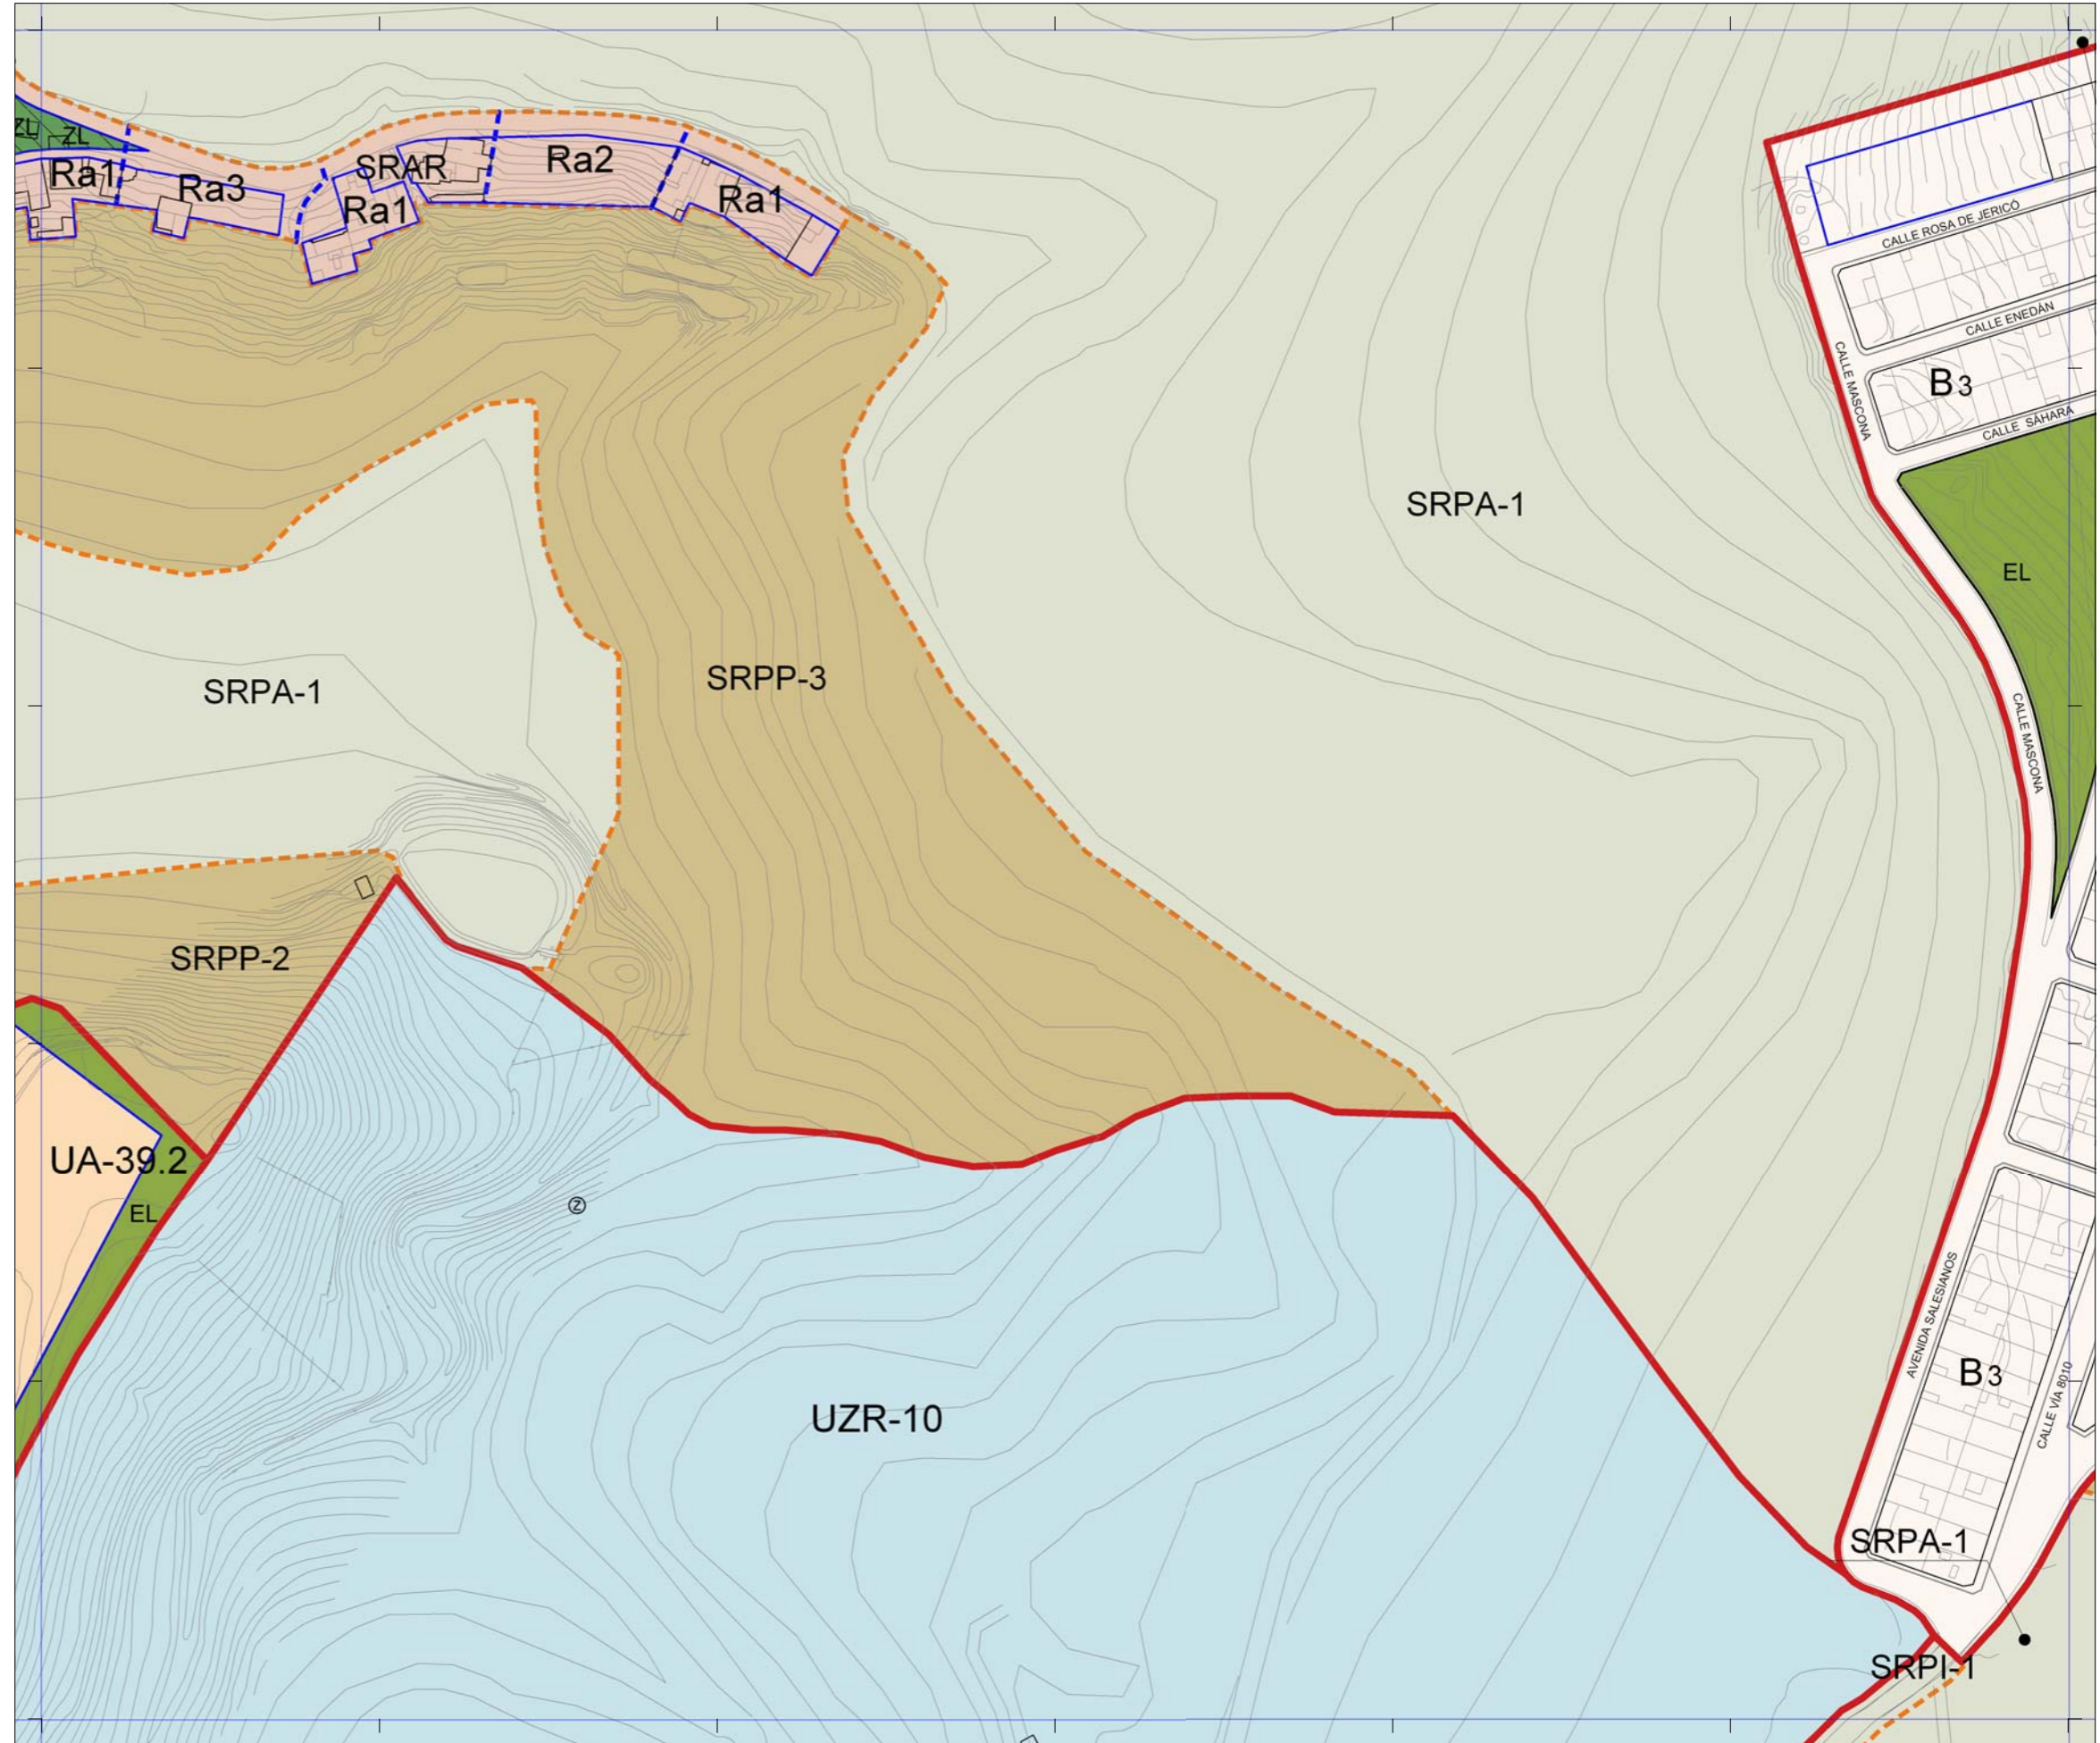 ZL
ZL
Ra1
Ra3
SRAR
Ra1
Ra2
Ra1
CALLE ROSA DE JERICÓ
CALLE ENEDÁN
CALLE MASCONA
B3
CALLE SÁHARA
SRPA-1
EL
SRPP-3
SRPA-1
CALLE MASCONA
SRPP-2
UA-39.2
EL
Z
AVENIDA SALESIANOS
B3
CALLE VÍA 8010
UZR-10
SRPA-1
SRPI-1